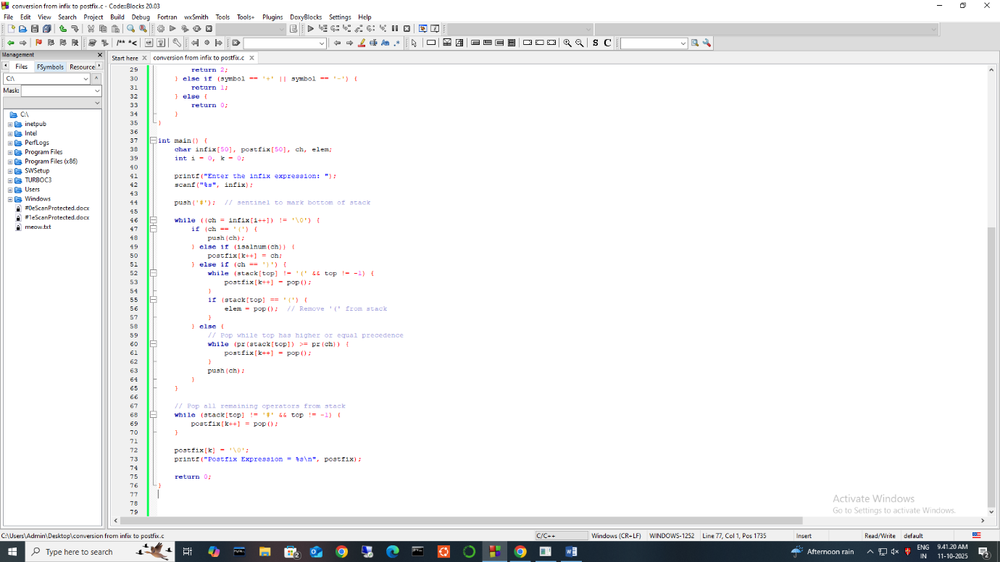 conversion from infix to postfix.c - Code::Blocks 20.03
File Edit View Search Project Build Debug Fortran wxSmith Tools Tools+ Plugins DoxyBlocks Settings Help
Management
Start here
conversion from infix to postfix.c
Files FSymbols Resource
C:\
Mask:
C:\
inetpub
Intel
PerfLogs
Program Files
Program Files (x86)
SWSetup
TURBOC3
Users
Windows
#0eScanProtected.docx
#1eScanProtected.docx
meow.txt
29 return 2;
30 } else if (symbol == '+' || symbol == '-') {
31 return 1;
32 } else {
33 return 0;
34 }
35 }
36
37 int main() {
38 char infix[50], postfix[50], ch, elem;
39 int i = 0, k = 0;
40
41 printf("Enter the infix expression: ");
42 scanf("%s", infix);
43
44 push('#'); // sentinel to mark bottom of stack
45
46 while ((ch = infix[i++]) != '\0') {
47 if (ch == '(') {
48 push(ch);
49 } else if (isalnum(ch)) {
50 postfix[k++] = ch;
51 } else if (ch == ')') {
52 while (stack[top] != '(' && top != -1) {
53 postfix[k++] = pop();
54 }
55 if (stack[top] == '(') {
56 elem = pop(); // Remove '(' from stack
57 }
58 } else {
59 // Pop while top has higher or equal precedence
60 while (pr(stack[top]) >= pr(ch)) {
61 postfix[k++] = pop();
62 }
63 push(ch);
64 }
65 }
66
67 // Pop all remaining operators from stack
68 while (stack[top] != '#' && top != -1) {
69 postfix[k++] = pop();
70 }
71
72 postfix[k] = '\0';
73 printf("Postfix Expression = %s\n", postfix);
74
75 return 0;
76 }
77
78
79
Activate Windows
Go to Settings to activate Windows.
C:\Users\Admin\Desktop\conversion from infix to postfix.c
C/C++ Windows (CR+LF) WINDOWS-1252 Line 77, Col 1, Pos 1735 Insert Read/Write default
Type here to search
Afternoon rain
ENG
IN
9.41.20 AM
11-10-2025
2